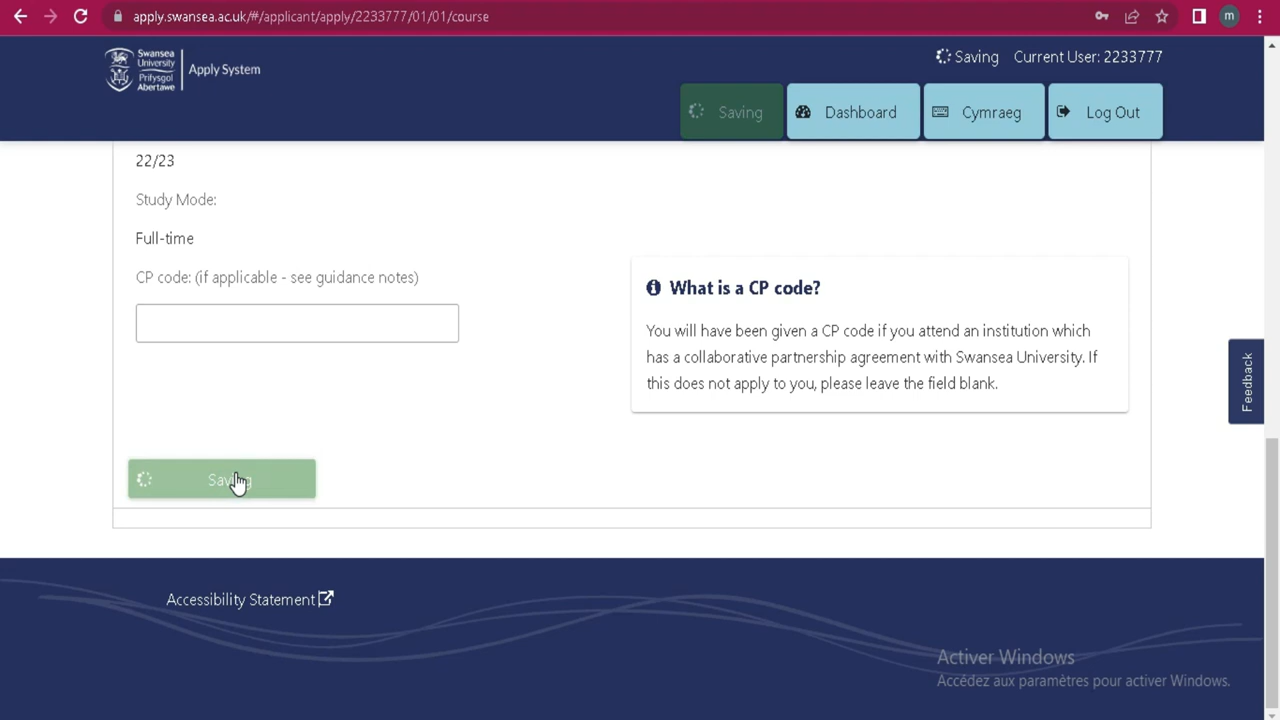 apply.swansea.ac.uk/#/applicant/apply/2233777/01/01/course
m
Swansea
University
Prifysgol
Abertawe
Apply System
Saving
Current User: 2233777
Saving
Dashboard
Cymraeg
Log Out
22/23
Study Mode:
Full-time
CP code: (if applicable - see guidance notes)
What is a CP code?
You will have been given a CP code if you attend an institution which
has a collaborative partnership agreement with Swansea University. If
this does not apply to you, please leave the field blank.
Feedback
Saving
Accessibility Statement
Activer Windows
Accédez aux paramètres pour activer Windows.